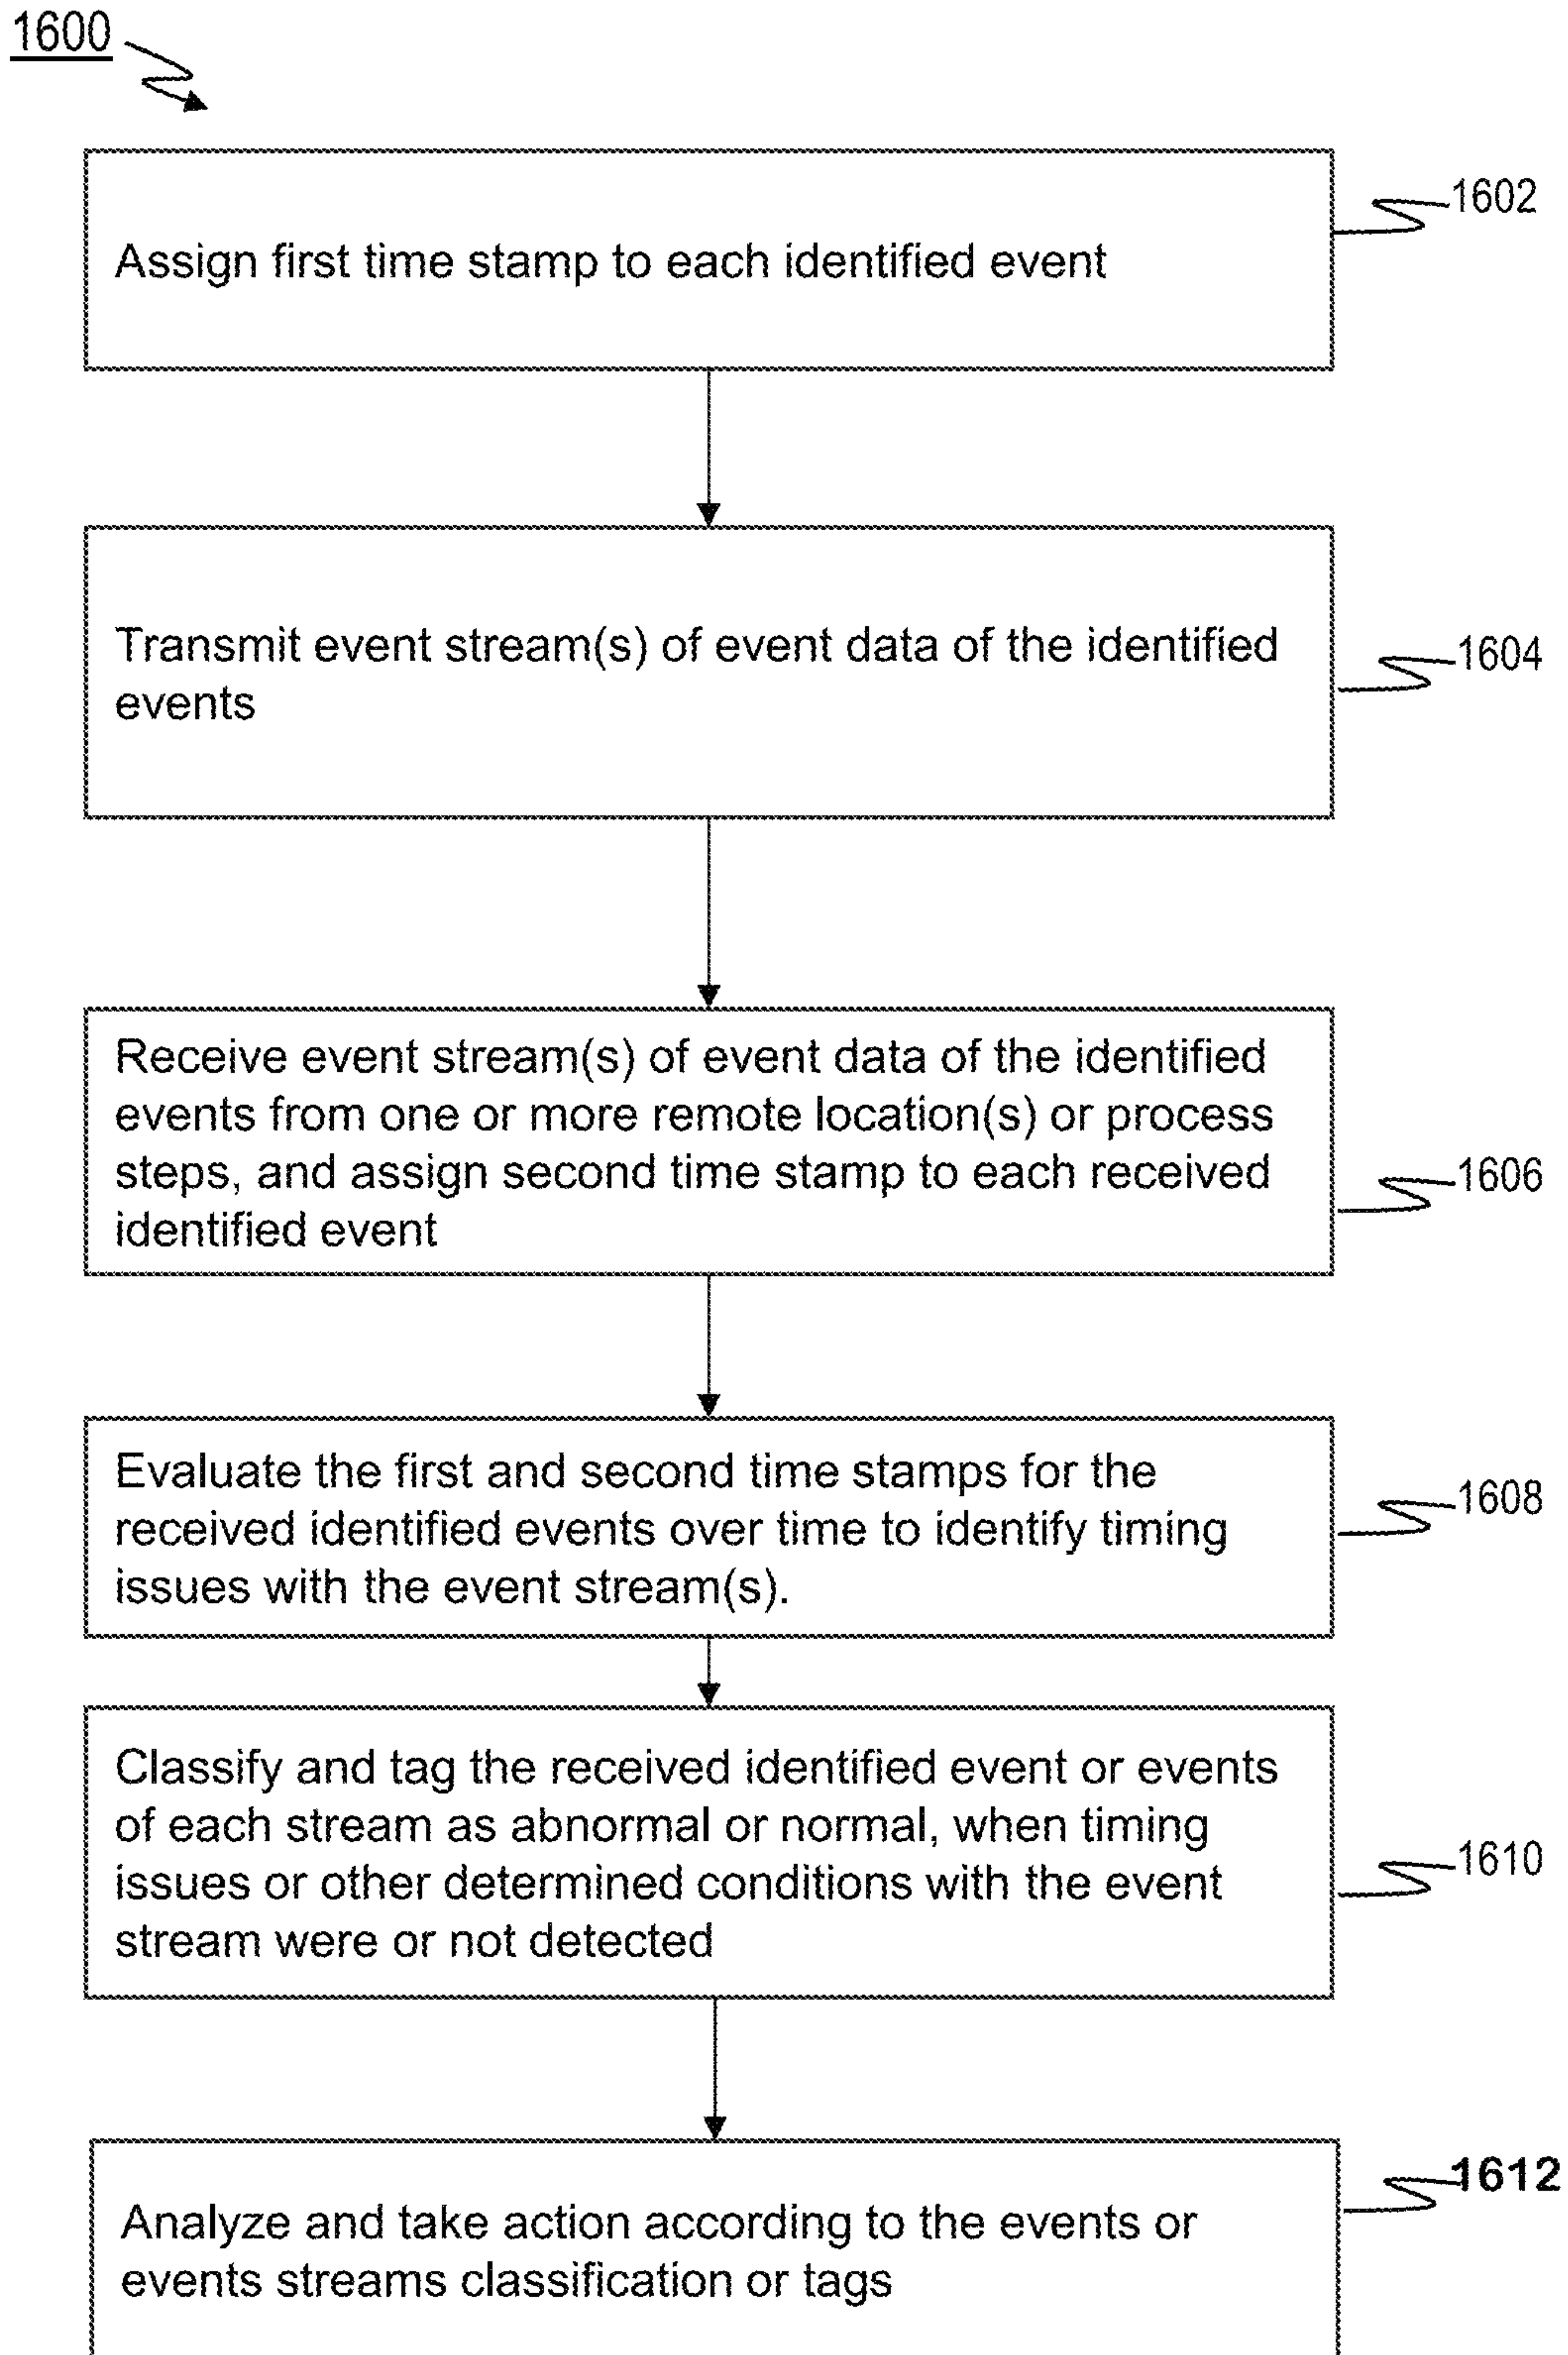 1600
1602
Assign first time stamp to each identified event
Transmit event stream(s) of event data of the identified
events
1604
Receive event stream(s) of event data of the identified
events from one or more remote location(s) or process
steps, and assign second time stamp to each received
identified event
1606
Evaluate the first and second time stamps for the
received identified events over time to identify timing
issues with the event stream(s).
1608
Classify and tag the received identified event or events
of each stream as abnormal or normal, when timing
issues or other determined conditions with the event
stream were or not detected
1610
1612
Analyze and take action according to the events or
events streams classification or tags